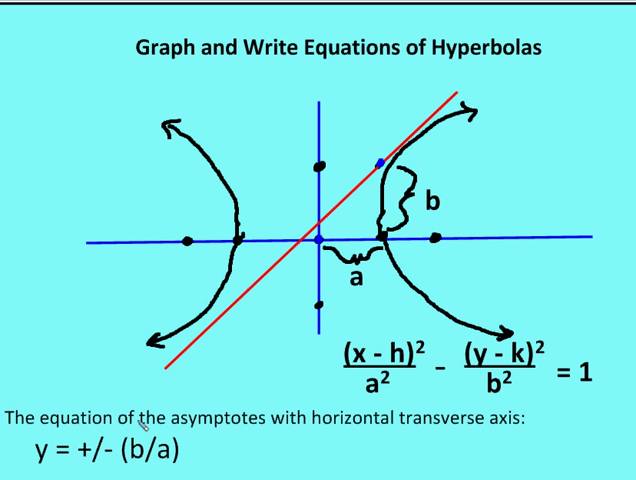 Graph and Write Equations of Hyperbolas
b
a
(x - h)² / a² - (y - k)² / b² = 1
The equation of the asymptotes with horizontal transverse axis:
y = +/- (b/a)